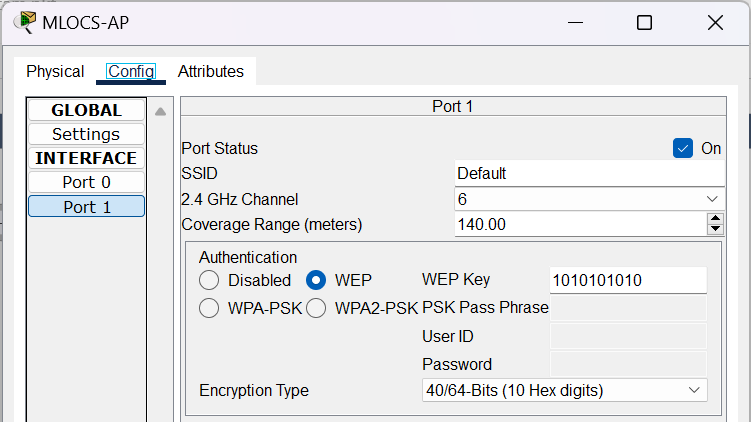 MLOCS-AP
Physical Config Attributes
GLOBAL
Settings
INTERFACE
Port 0
Port 1
Port 1
Port Status On
SSID Default
2.4 GHz Channel 6
Coverage Range (meters) 140.00
Authentication
Disabled WEP WEP Key 1010101010
WPA-PSK WPA2-PSK PSK Pass Phrase
User ID
Password
Encryption Type 40/64-Bits (10 Hex digits)